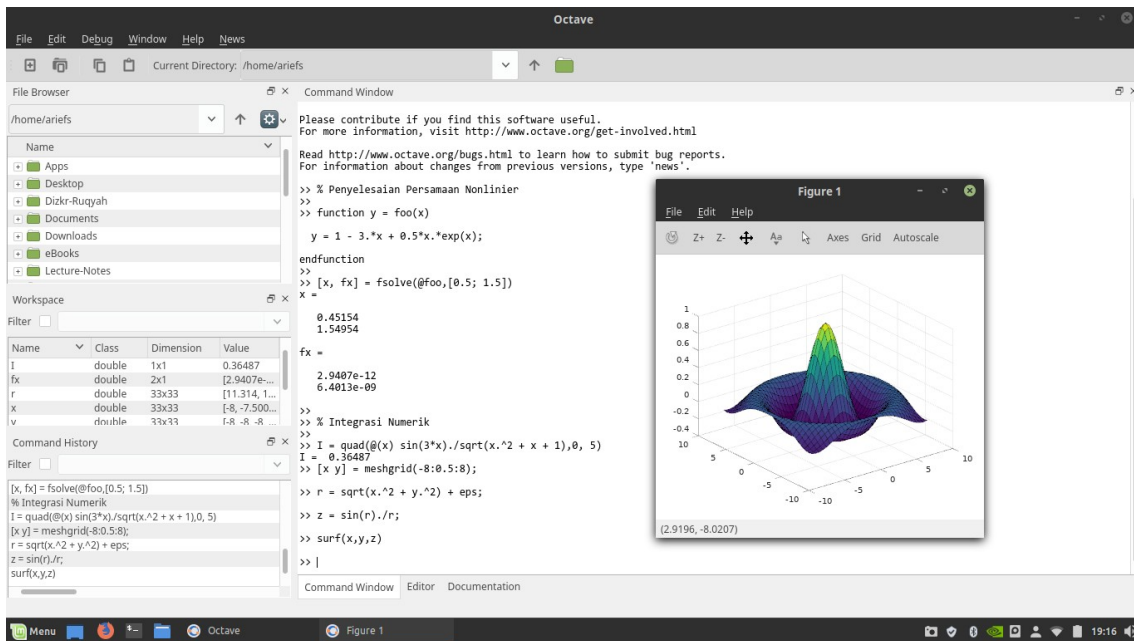 Octave
File Edit Debug Window Help News
Current Directory: /home/ariefs
File Browser
/home/ariefs
Name
Apps
Desktop
Dizkr-Ruqyah
Documents
Downloads
eBooks
Lecture-Notes
Workspace
Filter
Name Class Dimension Value
I double 1x1 0.36487
fx double 2x1 [2.9407e-...
r double 33x33 [11.314, 1...
x double 33x33 [-8, -7.500...
y double 33x33 [-8 -8 -8 ...
Command History
Filter
[x, fx] = fsolve(@foo,[0.5; 1.5])
% Integrasi Numerik
I = quad(@(x) sin(3*x)./sqrt(x.^2 + x + 1),0, 5)
[x y] = meshgrid(-8:0.5:8);
r = sqrt(x.^2 + y.^2) + eps;
z = sin(r)./r;
surf(x,y,z)
Command Window
Please contribute if you find this software useful.
For more information, visit http://www.octave.org/get-involved.html
Read http://www.octave.org/bugs.html to learn how to submit bug reports.
For information about changes from previous versions, type 'news'.
>> % Penyelesaian Persamaan Nonlinier
>>
>> function y = foo(x)
y = 1 - 3.*x + 0.5*x.*exp(x);
endfunction
>>
>> [x, fx] = fsolve(@foo,[0.5; 1.5])
x =
0.45154
1.54954
fx =
2.9407e-12
6.4013e-09
>>
>> % Integrasi Numerik
>>
>> I = quad(@(x) sin(3*x)./sqrt(x.^2 + x + 1),0, 5)
I = 0.36487
>> [x y] = meshgrid(-8:0.5:8);
>> r = sqrt(x.^2 + y.^2) + eps;
>> z = sin(r)./r;
>> surf(x,y,z)
>>
Command Window Editor Documentation
Figure 1
File Edit Help
Z+ Z- Aa Axes Grid Autoscale
1
0.8
0.6
0.4
0.2
0
-0.2
-0.4
10
5
0
-5
-10
-10
-5
0
5
10
(2.9196, -8.0207)
Menu Octave Figure 1 19:16